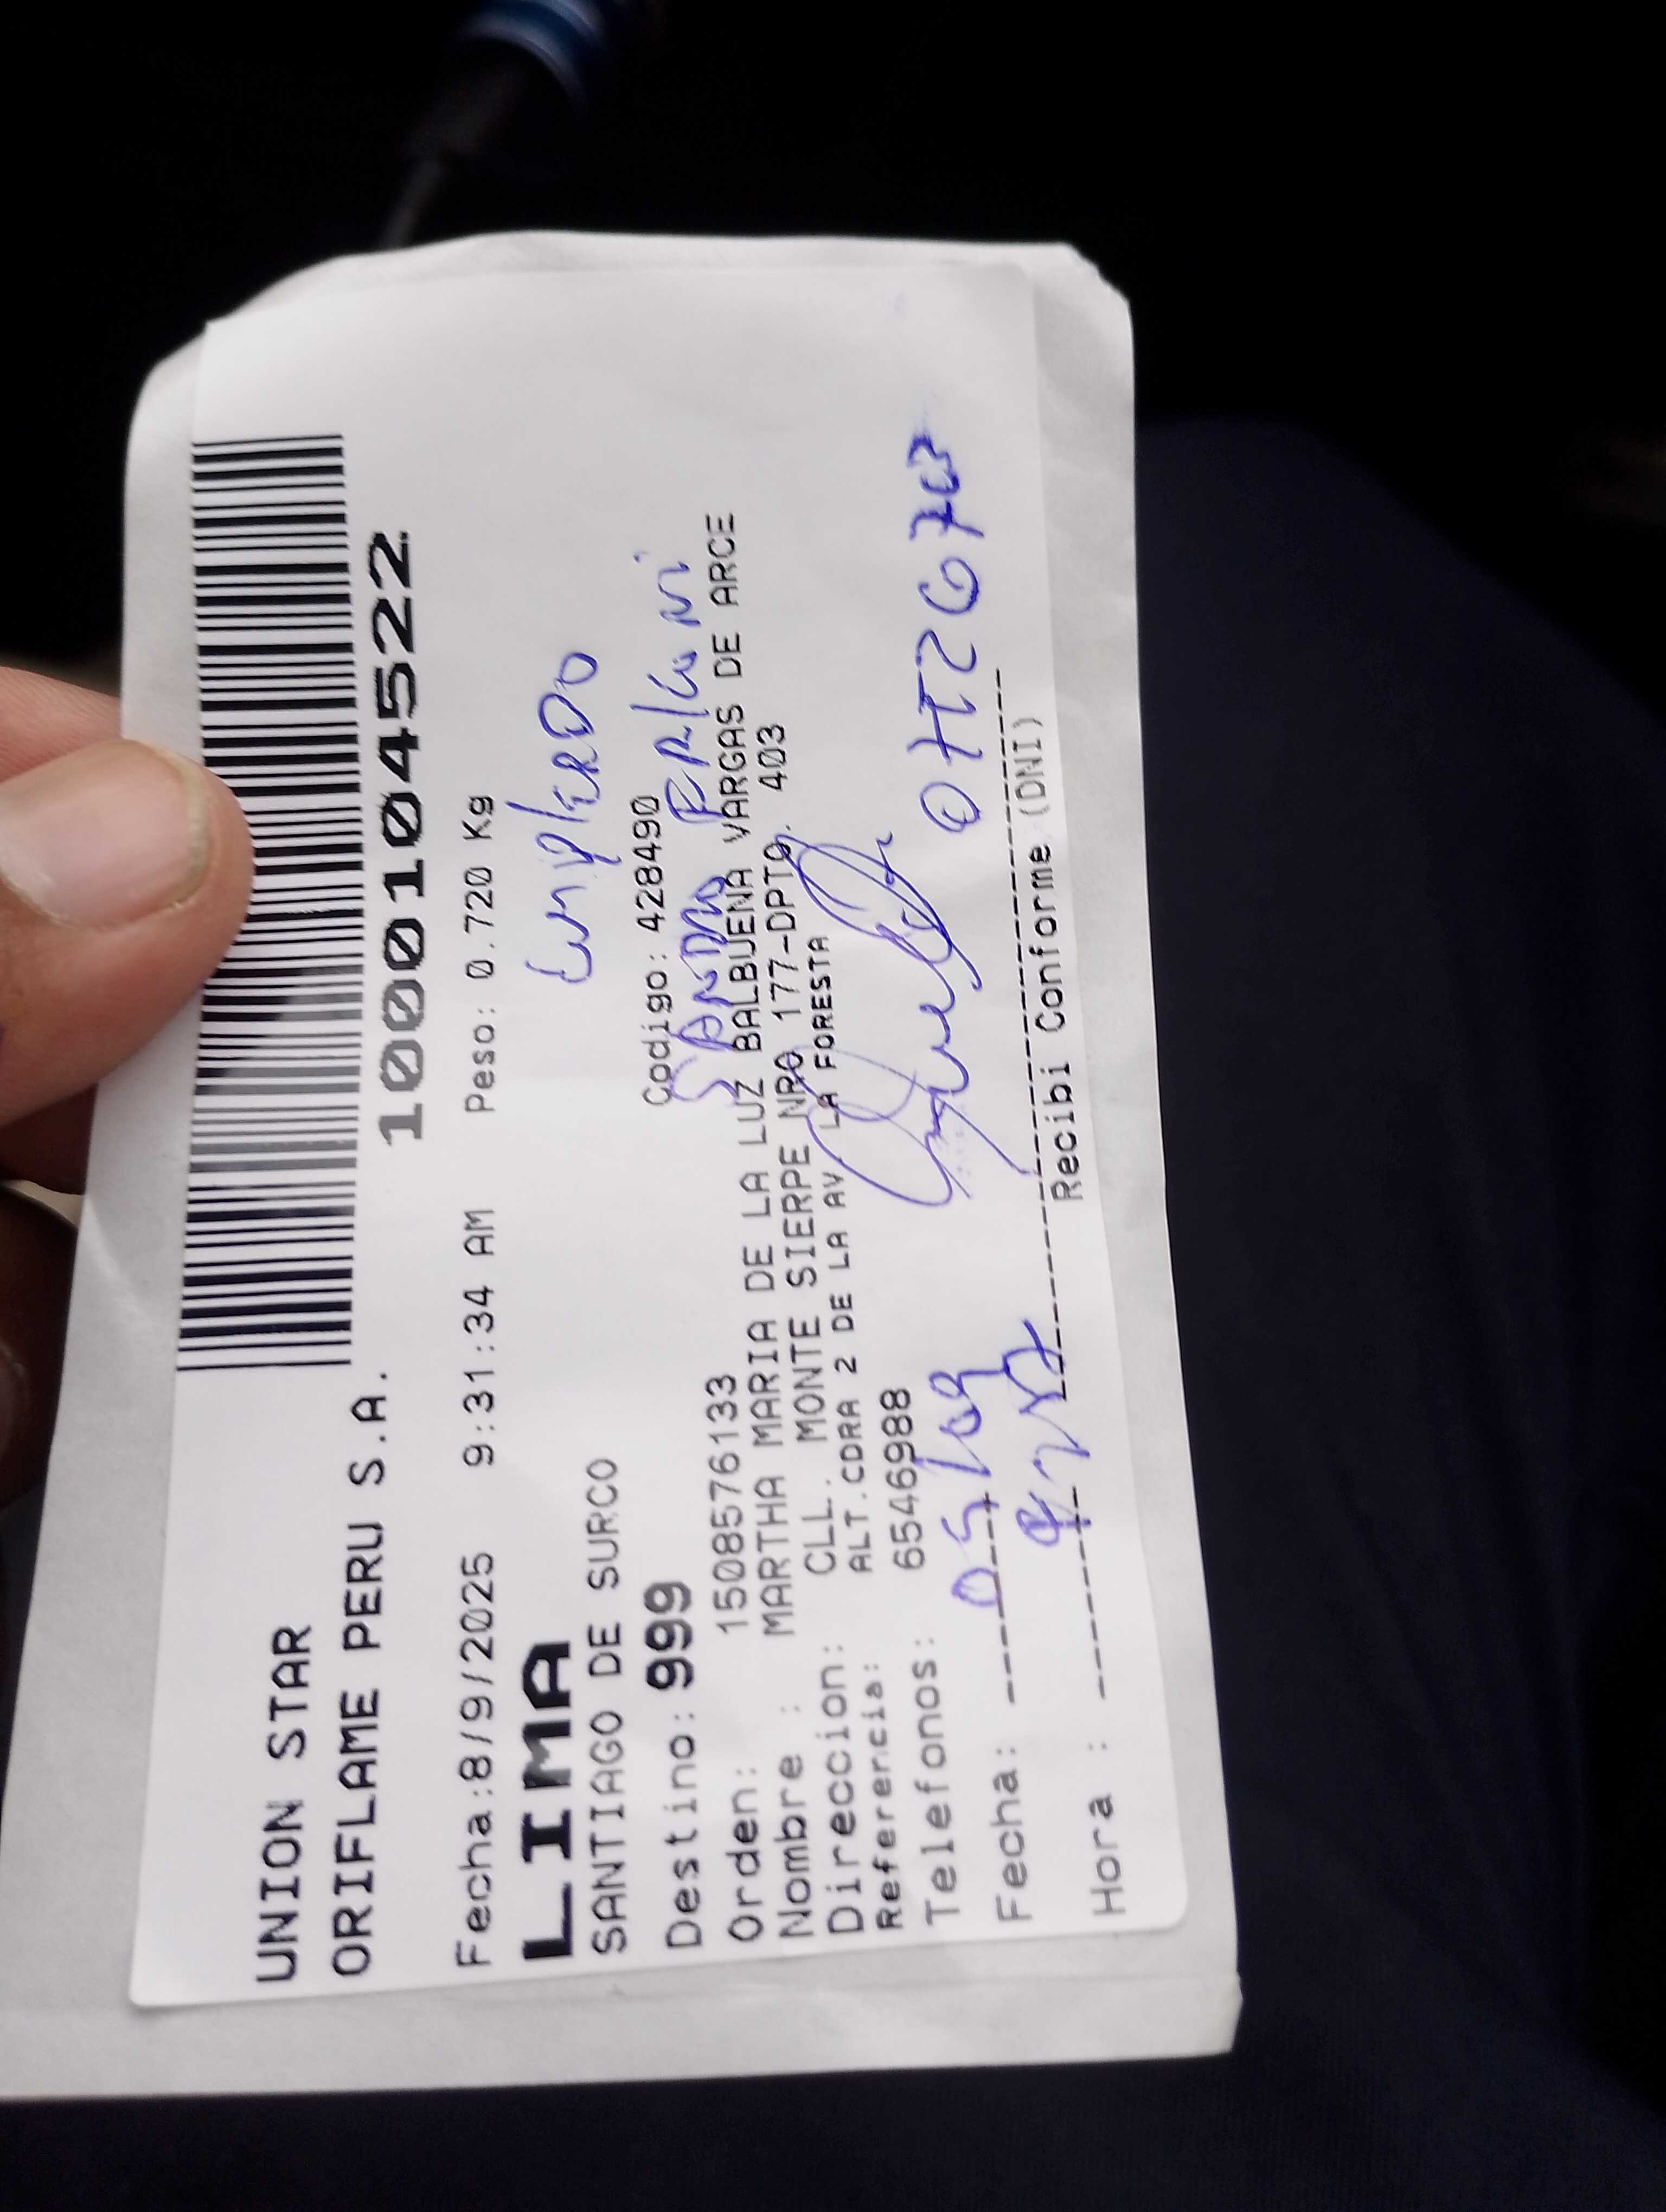 UNION STAR
ORIFLAME PERU S.A.
1000104522
Fecha:8/9/2025 9:31:34 AM Peso: 0.720 Kg
LIMA
SANTIAGO DE SURCO
Destino: 999 Codigo: 428490
Orden: 15085576133
Nombre : MARTHA MARIA DE LA LUZ BALBUENA VARGAS DE ARCE
Direccion: CLL. MONTE SIERPE NRO 177-DPTO. 403
Referencia: ALT.CDRA 2 DE LA AV. LA FORESTA
Telefonos: 6546988
Fecha:
Hora :
Recibi Conforme (DNI)